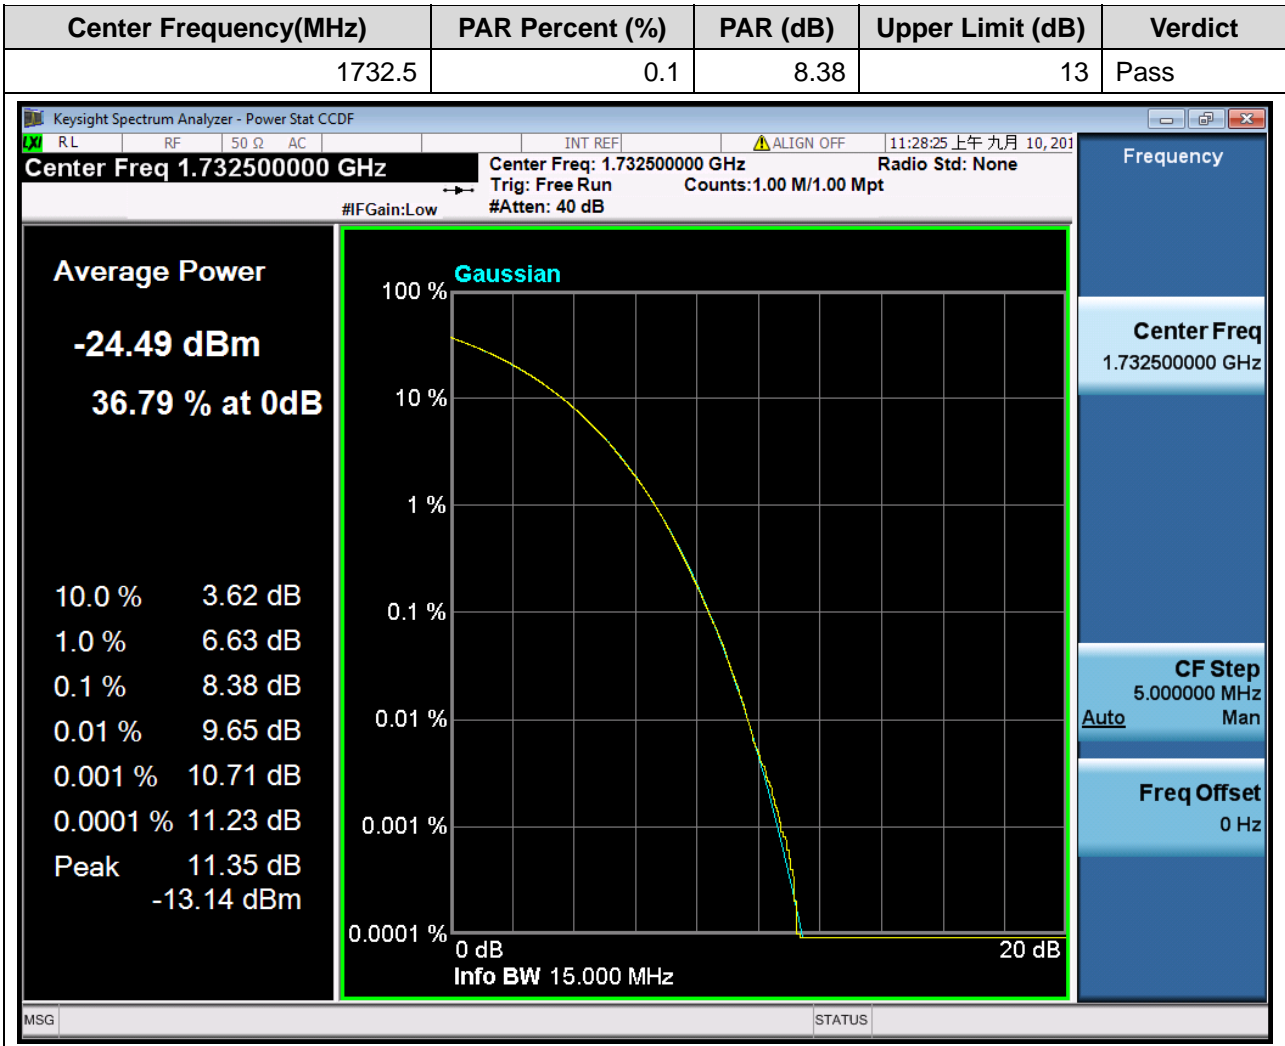 Center Frequency(MHz) PAR Percent (%) PAR (dB) Upper Limit (dB) Verdict
1732.5 0.1 8.38 13 Pass
Keysight Spectrum Analyzer - Power Stat CCDF
LXI RL RF 50 Ω AC INT REF ALIGN OFF 11:28:25 上午 九月 10, 201
Center Freq 1.732500000 GHz
Center Freq: 1.732500000 GHz Radio Std: None
Trig: Free Run Counts:1.00 M/1.00 Mpt
#IFGain:Low #Atten: 40 dB
Average Power
-24.49 dBm
36.79 % at 0dB
10.0 % 3.62 dB
1.0 % 6.63 dB
0.1 % 8.38 dB
0.01 % 9.65 dB
0.001 % 10.71 dB
0.0001 % 11.23 dB
Peak 11.35 dB
-13.14 dBm
Gaussian
100 %
10 %
1 %
0.1 %
0.01 %
0.001 %
0.0001 %
0 dB 20 dB
Info BW 15.000 MHz
Frequency
Center Freq
1.732500000 GHz
CF Step
5.000000 MHz
Auto Man
Freq Offset
0 Hz
MSG STATUS